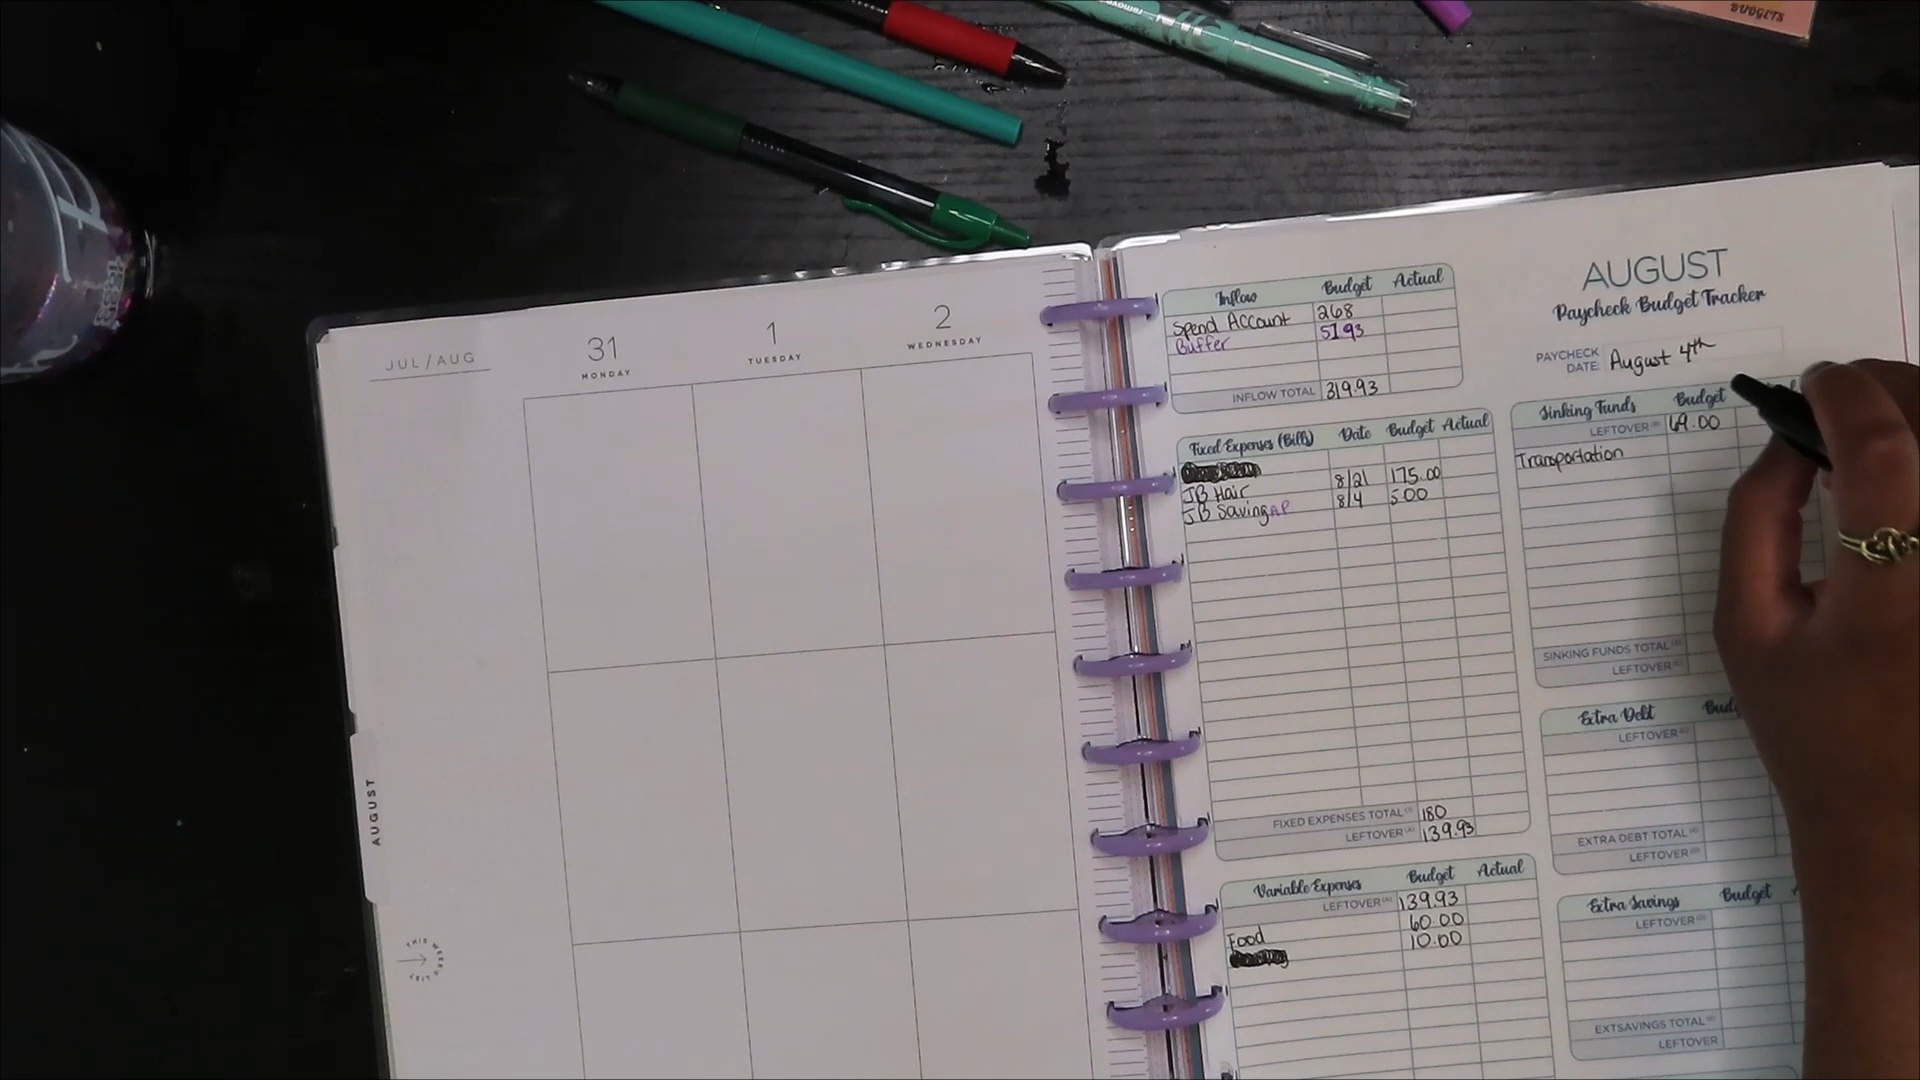 BUDGETS
JUL/AUG
31
MONDAY
1
TUESDAY
2
WEDNESDAY
AUGUST
THIS WEEK'S LIST
Inflow Budget Actual
Spend Account 268
Buffer 51.93
INFLOW TOTAL 319.93
AUGUST
Paycheck Budget Tracker
PAYCHECK DATE: August 4th
Fixed Expenses (Bills) Date Budget Actual
JB Hair 8/21 175.00
JB Saving AP 8/4 5.00
FIXED EXPENSES TOTAL 180
LEFTOVER (A) 139.93
Variable Expenses Budget Actual
LEFTOVER (A) 139.93
Food 60.00
10.00
Sinking Funds Budget
LEFTOVER 69.00
Transportation
SINKING FUNDS TOTAL
LEFTOVER
Extra Debt
LEFTOVER
EXTRA DEBT TOTAL
LEFTOVER
Extra Savings Budget
LEFTOVER
EXTSAVINGS TOTAL
LEFTOVER